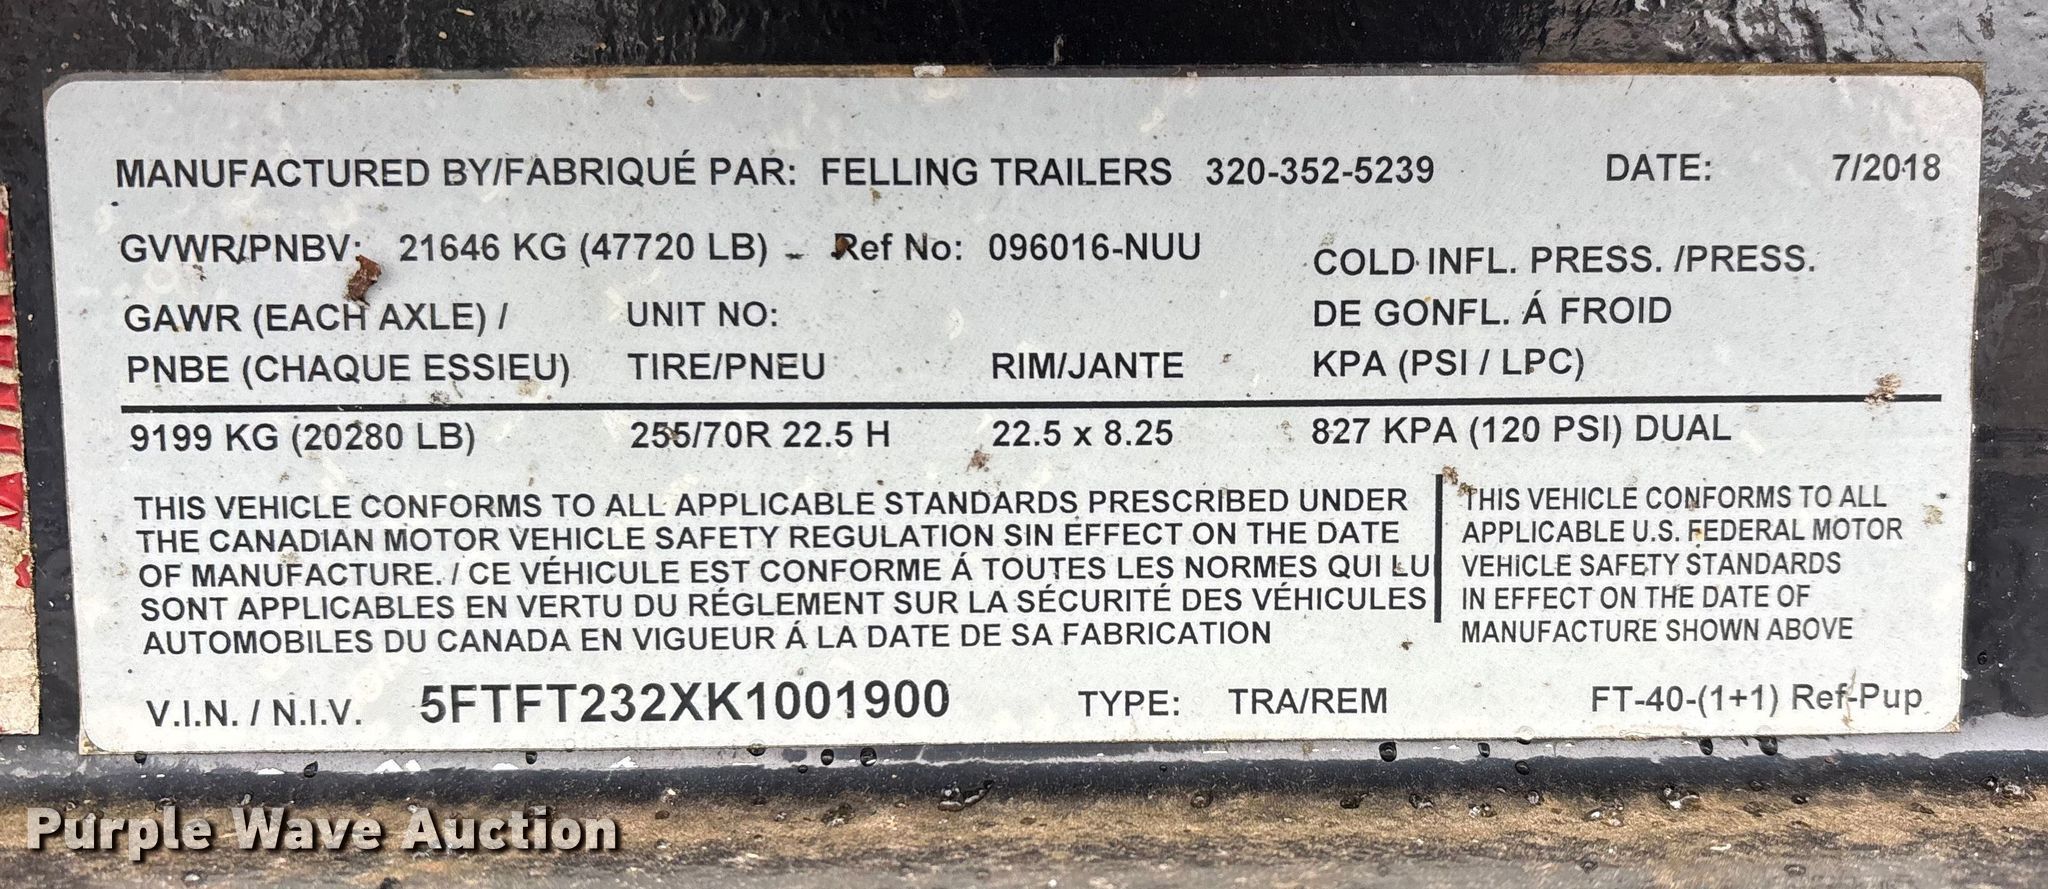 MANUFACTURED BY/FABRIQUÉ PAR: FELLING TRAILERS 320-352-5239 DATE: 7/2018
GVWR/PNBV: 21646 KG (47720 LB) Ref No: 096016-NUU
COLD INFL. PRESS. /PRESS.
GAWR (EACH AXLE) / UNIT NO: DE GONFL. Á FROID
PNBE (CHAQUE ESSIEU) TIRE/PNEU RIM/JANTE KPA (PSI / LPC)
9199 KG (20280 LB) 255/70R 22.5 H 22.5 x 8.25 827 KPA (120 PSI) DUAL
THIS VEHICLE CONFORMS TO ALL APPLICABLE STANDARDS PRESCRIBED UNDER
THE CANADIAN MOTOR VEHICLE SAFETY REGULATION SIN EFFECT ON THE DATE
OF MANUFACTURE. / CE VÉHICULE EST CONFORME Á TOUTES LES NORMES QUI LU
SONT APPLICABLES EN VERTU DU RÉGLEMENT SUR LA SÉCURITÉ DES VÉHICULES
AUTOMOBILES DU CANADA EN VIGUEUR Á LA DATE DE SA FABRICATION
THIS VEHICLE CONFORMS TO ALL
APPLICABLE U.S. FEDERAL MOTOR
VEHICLE SAFETY STANDARDS
IN EFFECT ON THE DATE OF
MANUFACTURE SHOWN ABOVE
V.I.N. / N.I.V. 5FTFT232XK1001900 TYPE: TRA/REM FT-40-(1+1) Ref-Pup
Purple Wave Auction